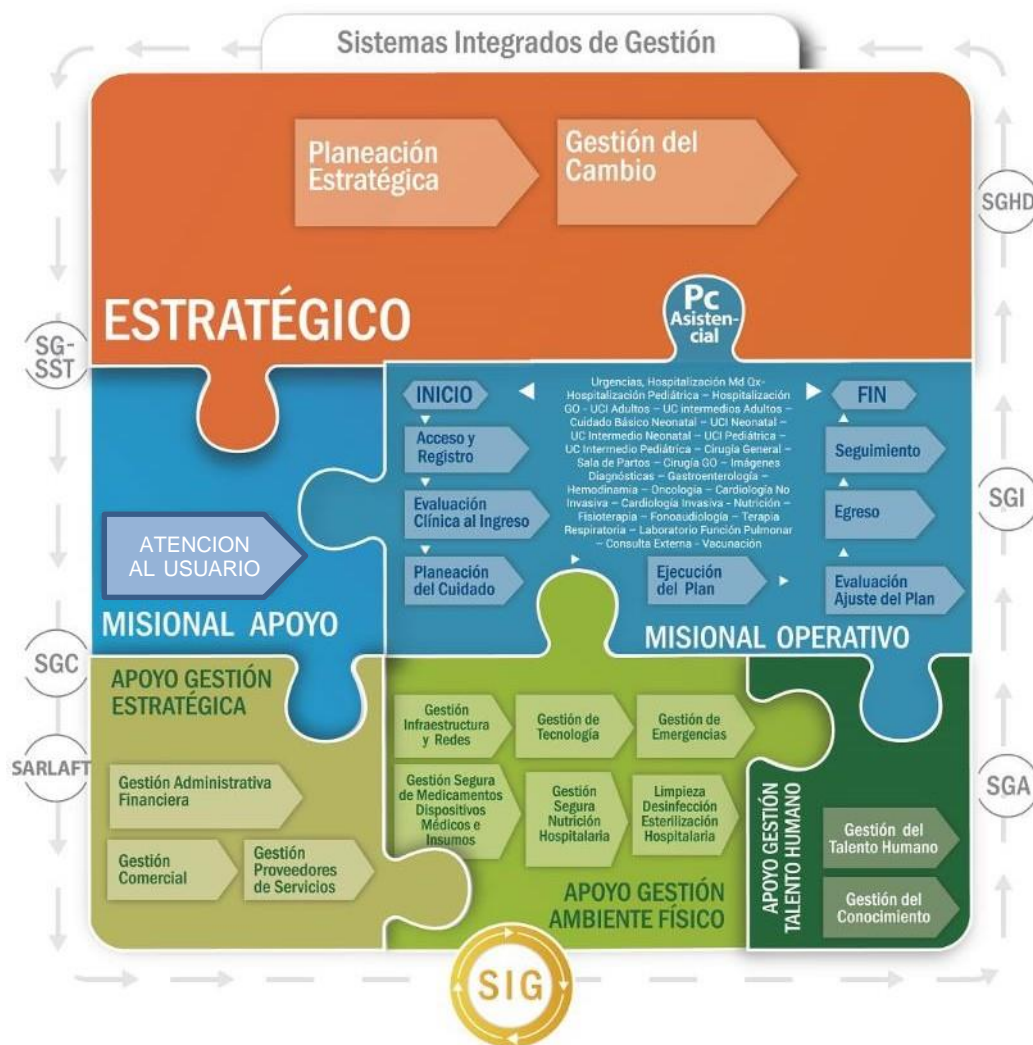 Sistemas Integrados de Gestión
Planeación
Estratégica
Gestión del
Cambio
SGHD
ESTRATÉGICO
Pc
Asisten-
cial
SG-
SST
INICIO
Acceso y
Registro
Evaluación
Clínica al Ingreso
Planeación
del Cuidado
Urgencias, Hospitalización Md Qx-
Hospitalización Pediátrica – Hospitalización
GO - UCI Adultos – UC intermedios Adultos –
Cuidado Básico Neonatal – UCI Neonatal –
UC Intermedio Neonatal – UCI Pediátrica –
UC Intermedio Pediátrica – Cirugía General –
Sala de Partos – Cirugía GO – Imágenes
Diagnósticas – Gastroenterología –
Hemodinamia – Oncología – Cardiología No
Invasiva – Cardiología Invasiva - Nutrición –
Fisioterapia – Fonoaudiología – Terapia
Respiratoria – Laboratorio Función Pulmonar
– Consulta Externa - Vacunación
Ejecución
del Plan
FIN
Seguimiento
Egreso
Evaluación
Ajuste del Plan
SGI
ATENCION
AL USUARIO
MISIONAL APOYO
MISIONAL OPERATIVO
SGC
SARLAFT
APOYO GESTIÓN
ESTRATÉGICA
Gestión Administrativa
Financiera
Gestión
Comercial
Gestión
Proveedores
de Servicios
Gestión
Infraestructura
y Redes
Gestión de
Tecnología
Gestión de
Emergencias
Gestión Segura
de Medicamentos
Dispositivos
Médicos e
Insumos
Gestión
Segura
Nutrición
Hospitalaria
Limpieza
Desinfección
Esterilización
Hospitalaria
APOYO GESTIÓN
AMBIENTE FÍSICO
APOYO GESTIÓN
TALENTO HUMANO
Gestión del
Talento Humano
Gestión del
Conocimiento
SGA
SIG